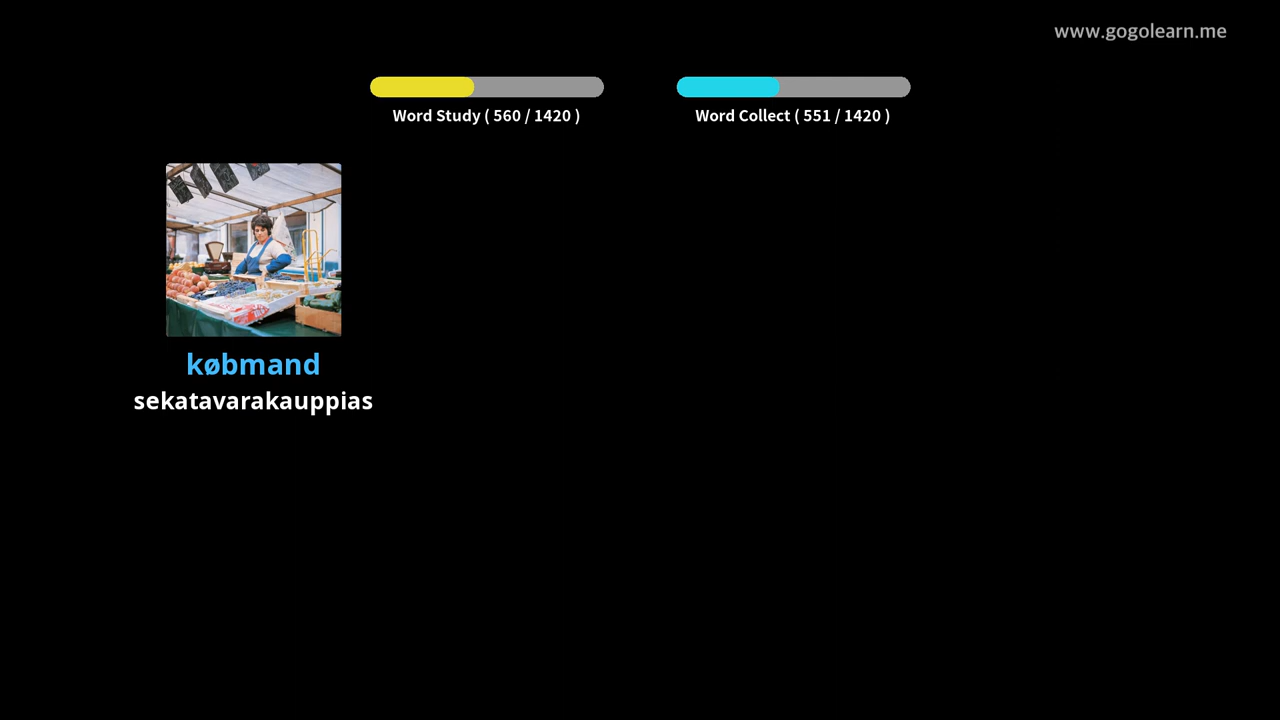 www.gogolearn.me
Word Study ( 560 / 1420 )
Word Collect ( 551 / 1420 )
købmand
sekatavarakauppias